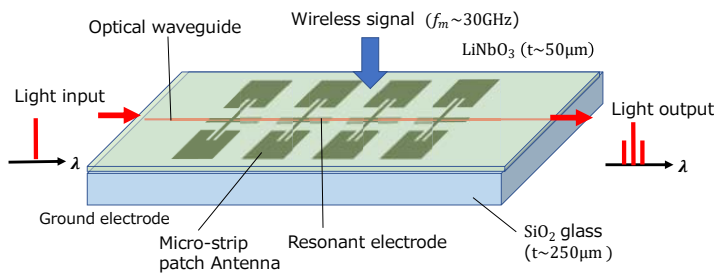 Wireless signal (fₘ~30GHz)
Optical waveguide
LiNbO₃ (t~50μm)
Light input
Light output
λ
λ
Ground electrode
Micro-strip
patch Antenna
Resonant electrode
SiO₂ glass
(t~250μm)